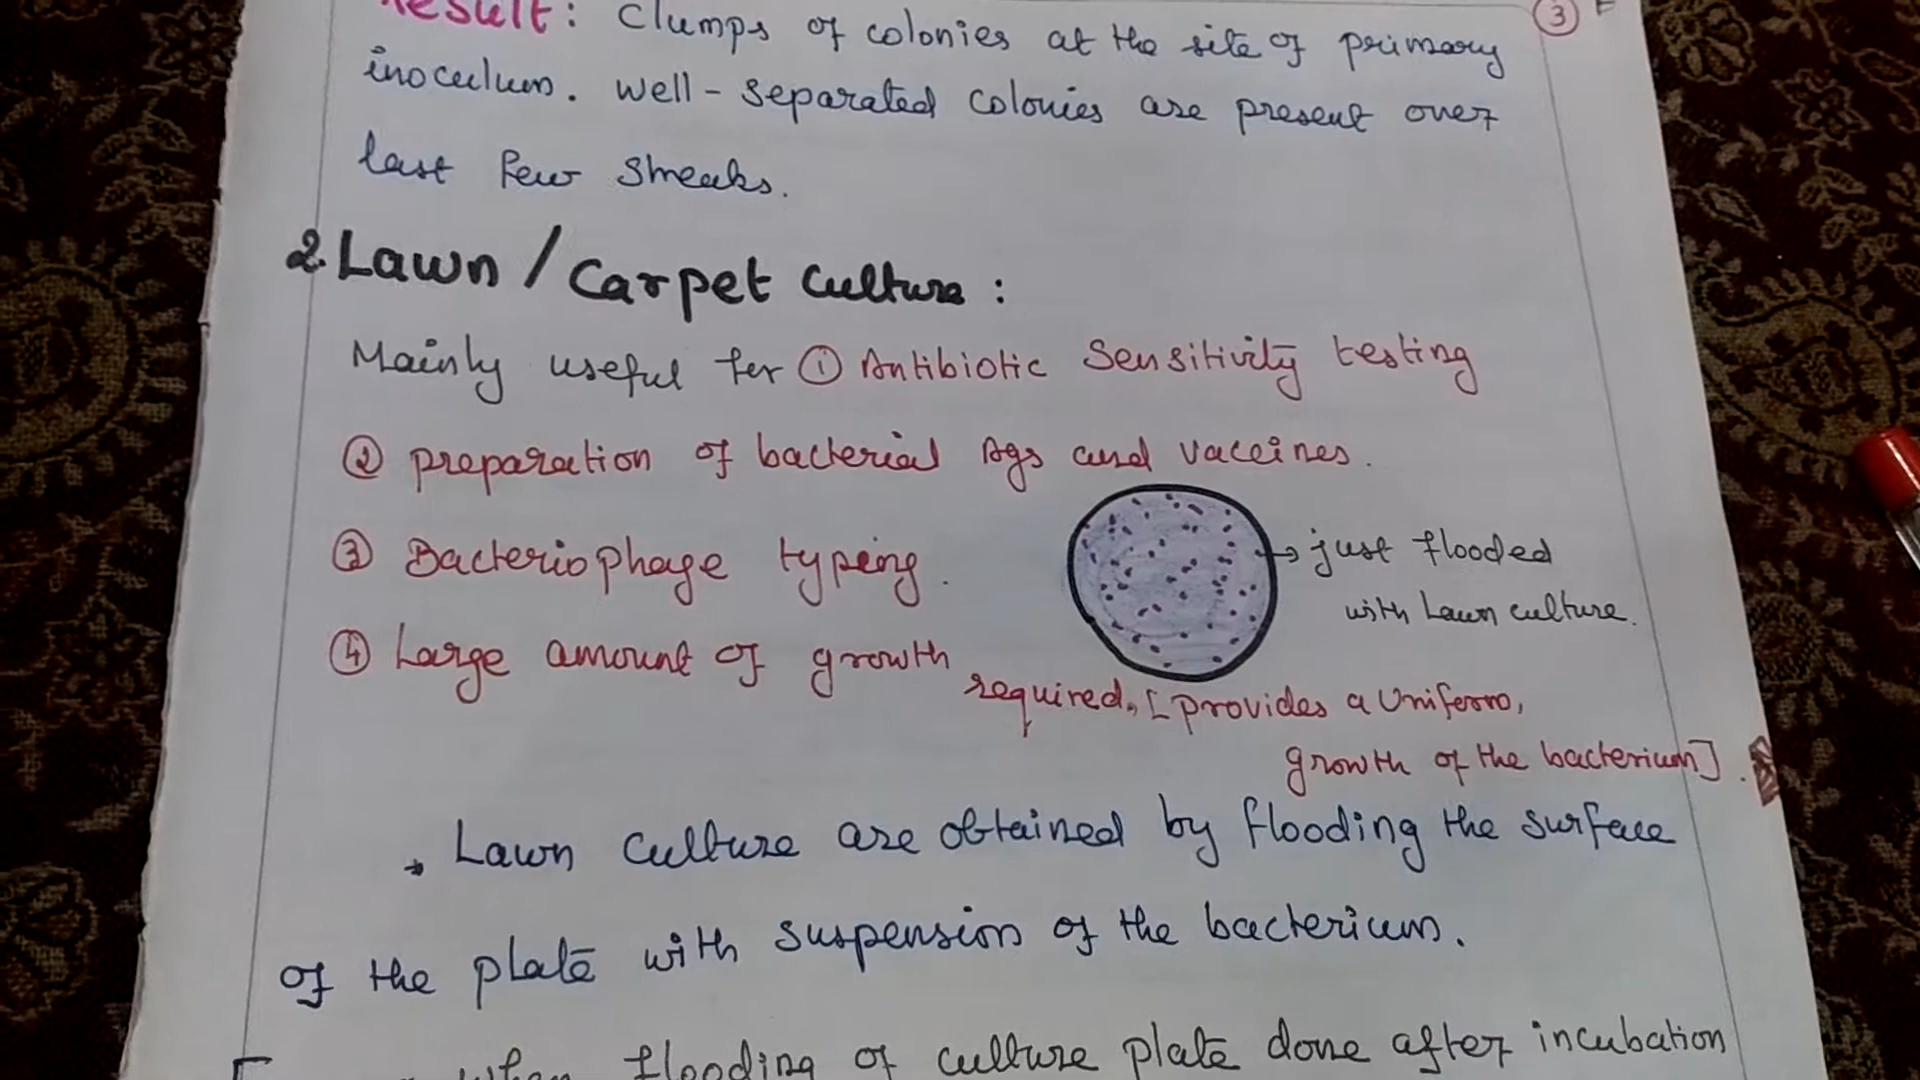 Result: Clumps of colonies at the site of primary
inoculum. Well-separated colonies are present over
last few streaks.
③
2. Lawn / Carpet Culture:
Mainly useful for ① Antibiotic Sensitivity testing
② preparation of bacterial Ags and vaccines.
③ Bacteriophage typing.
④ Large amount of growth
required, [provides a uniform,
growth of the bacterium].
→ just flooded
with Lawn culture.
→ Lawn culture are obtained by flooding the surface
of the plate with suspension of the bacterium.
when flooding of culture plate done after incubation